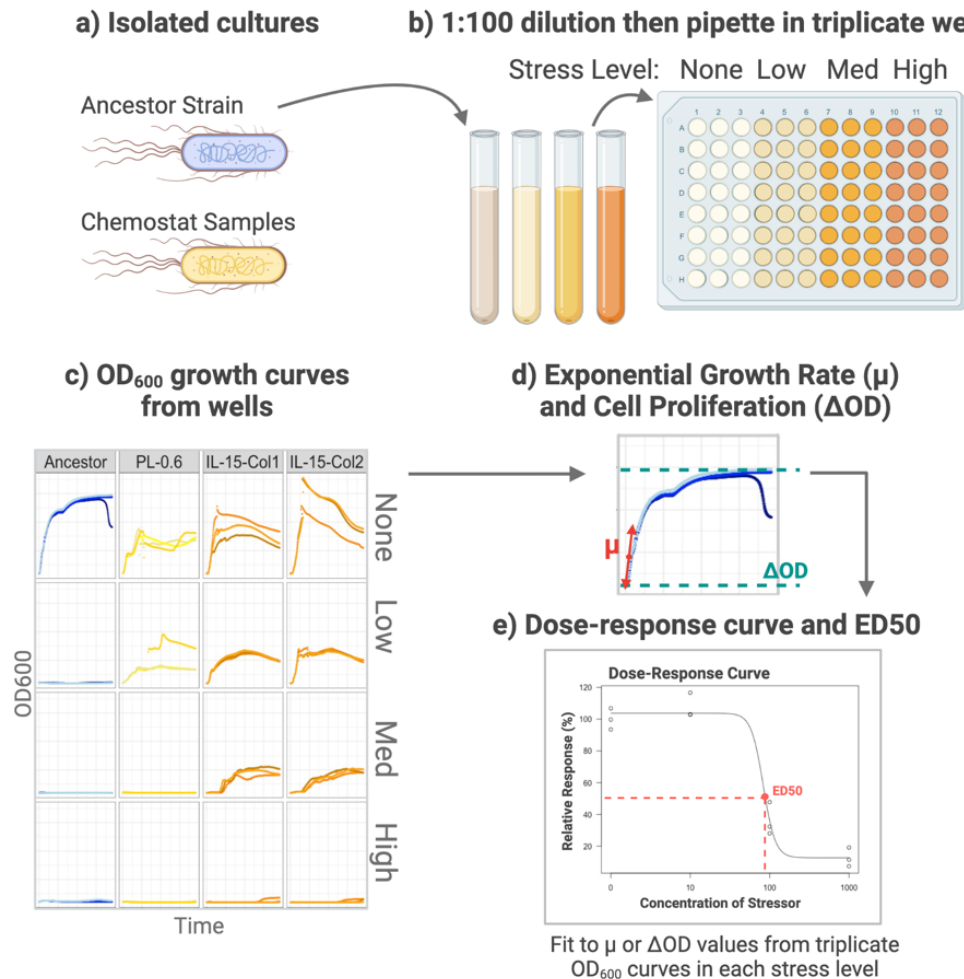 a) Isolated cultures
b) 1:100 dilution then pipette in triplicate we
Stress Level: None Low Med High
Ancestor Strain
Chemostat Samples
1 2 3 4 5 6 7 8 9 10 11 12
A
B
C
D
E
F
G
H
c) OD600 growth curves
from wells
Ancestor PL-0.6 IL-15-Col1 IL-15-Col2
None
Low
Med
High
OD900
Time
d) Exponential Growth Rate (μ)
and Cell Proliferation (ΔOD)
μ
ΔOD
e) Dose-response curve and ED50
Dose-Response Curve
Relative Response (%)
120
100
80
60
40
20
ED50
0 10 100 1000
Concentration of Stressor
Fit to μ or ΔOD values from triplicate
OD600 curves in each stress level